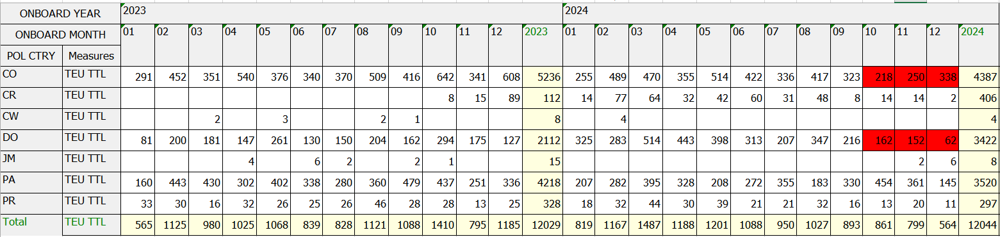 ONBOARD YEAR 2023 2024
ONBOARD MONTH 01 02 03 04 05 06 07 08 09 10 11 12 2023 01 02 03 04 05 06 07 08 09 10 11 12 2024
POL CTRY Measures
CO TEU TTL 291 452 351 540 376 340 370 509 416 642 341 608 5236 255 489 470 355 514 422 336 417 323 218 250 338 4387
CR TEU TTL 8 15 89 112 14 77 64 32 42 60 31 48 8 14 14 2 406
CW TEU TTL 2 3 2 1 8 4 4
DO TEU TTL 81 200 181 147 261 130 150 204 162 294 175 127 2112 325 283 514 443 398 313 207 347 216 162 152 62 3422
JM TEU TTL 4 6 2 2 1 15 2 6 8
PA TEU TTL 160 443 430 302 402 338 280 360 479 437 251 336 4218 207 282 395 328 208 272 355 183 330 454 361 145 3520
PR TEU TTL 33 30 16 32 26 25 26 46 28 28 13 25 328 18 32 44 30 39 21 21 32 16 13 20 11 297
Total TEU TTL 565 1125 980 1025 1068 839 828 1121 1088 1410 795 1185 12029 819 1167 1487 1188 1201 1088 950 1027 893 861 799 564 12044